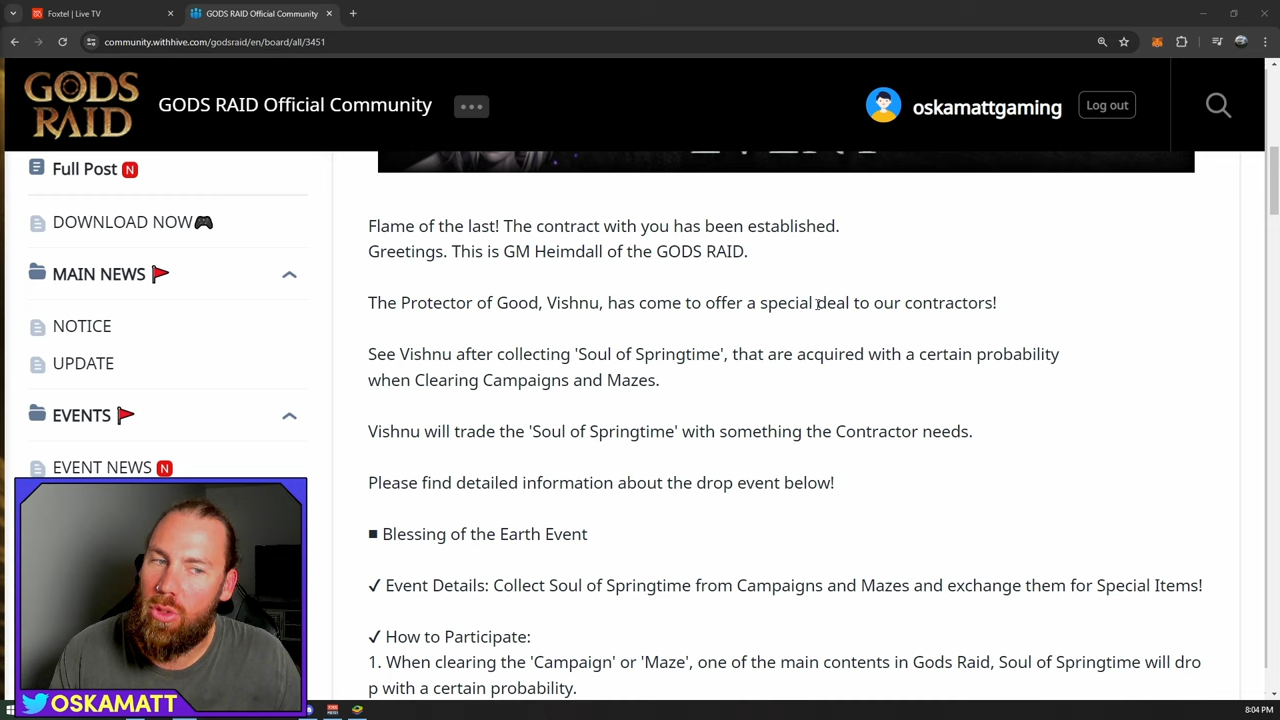 Foxtel | Live TV
GODS RAID Official Community
community.withhive.com/godsraid/en/board/all/3451
GODS
RAID
GODS RAID Official Community
oskamattgaming
Log out
Full Post N
DOWNLOAD NOW🎮
MAIN NEWS 🚩
NOTICE
UPDATE
EVENTS 🚩
EVENT NEWS N
Flame of the last! The contract with you has been established.
Greetings. This is GM Heimdall of the GODS RAID.
The Protector of Good, Vishnu, has come to offer a special deal to our contractors!
See Vishnu after collecting 'Soul of Springtime', that are acquired with a certain probability
when Clearing Campaigns and Mazes.
Vishnu will trade the 'Soul of Springtime' with something the Contractor needs.
Please find detailed information about the drop event below!
■ Blessing of the Earth Event
✓ Event Details: Collect Soul of Springtime from Campaigns and Mazes and exchange them for Special Items!
✓ How to Participate:
1. When clearing the 'Campaign' or 'Maze', one of the main contents in Gods Raid, Soul of Springtime will dro
p with a certain probability.
OSKAMATT
8:04 PM